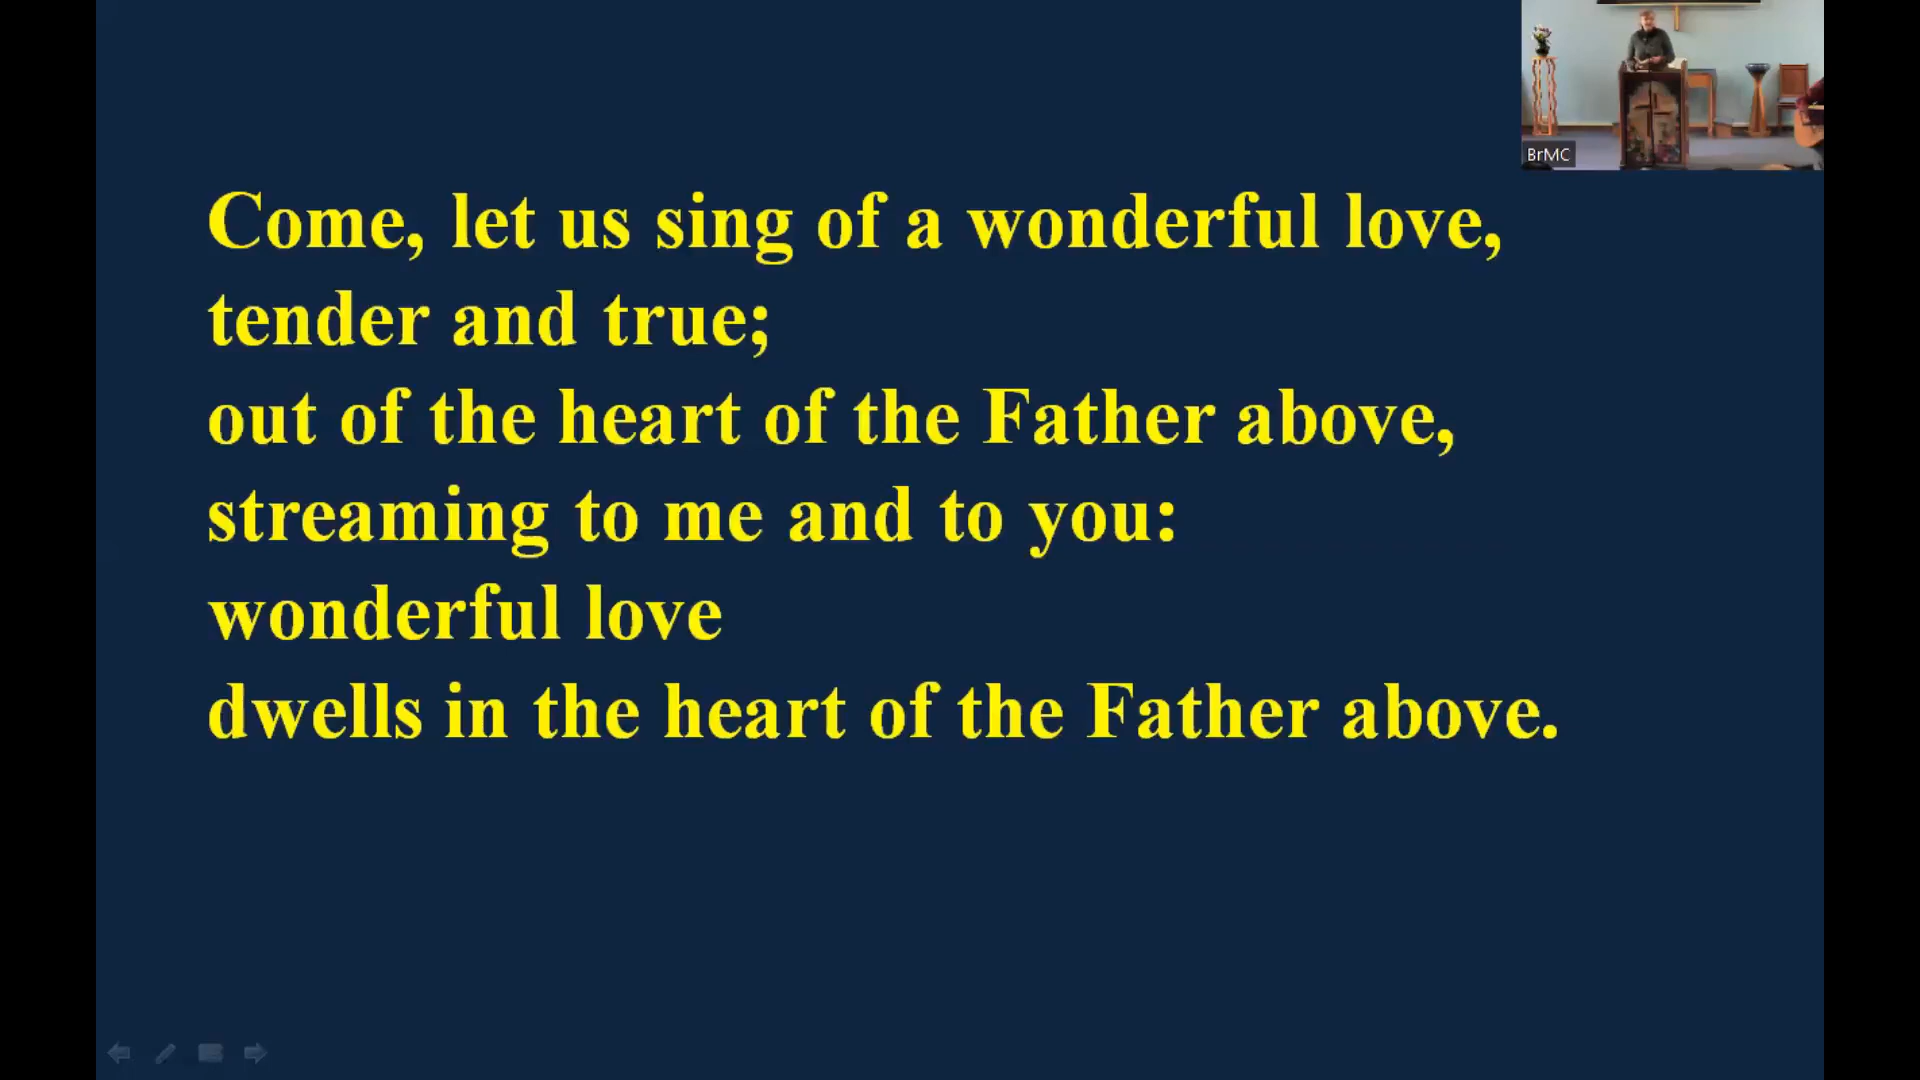 BrMC
Come, let us sing of a wonderful love,
tender and true;
out of the heart of the Father above,
streaming to me and to you:
wonderful love
dwells in the heart of the Father above.